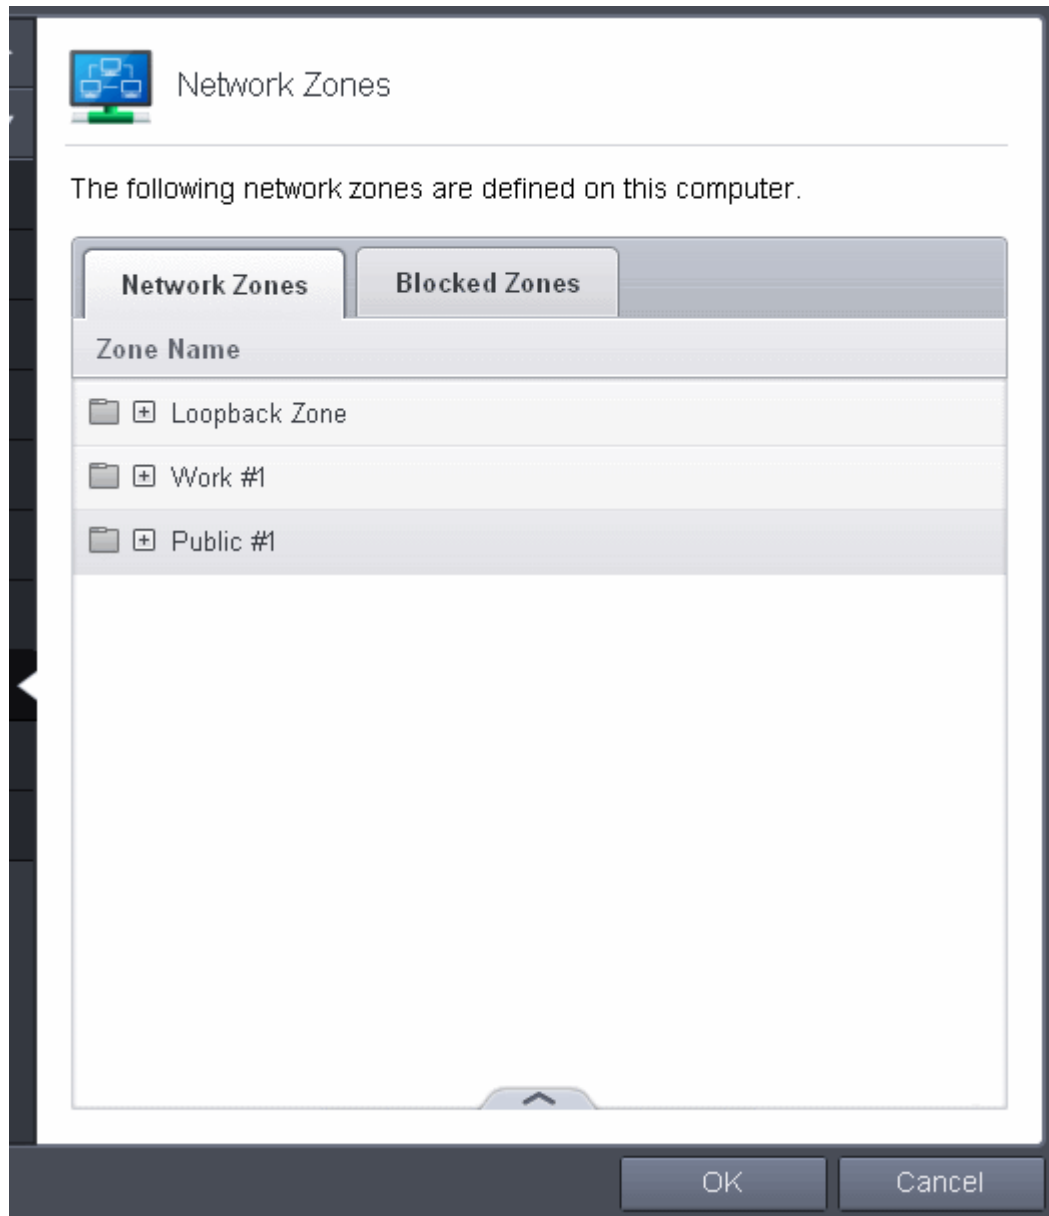 Network Zones
The following network zones are defined on this computer.
Network Zones
Blocked Zones
Zone Name
Loopback Zone
Work #1
Public #1
OK
Cancel